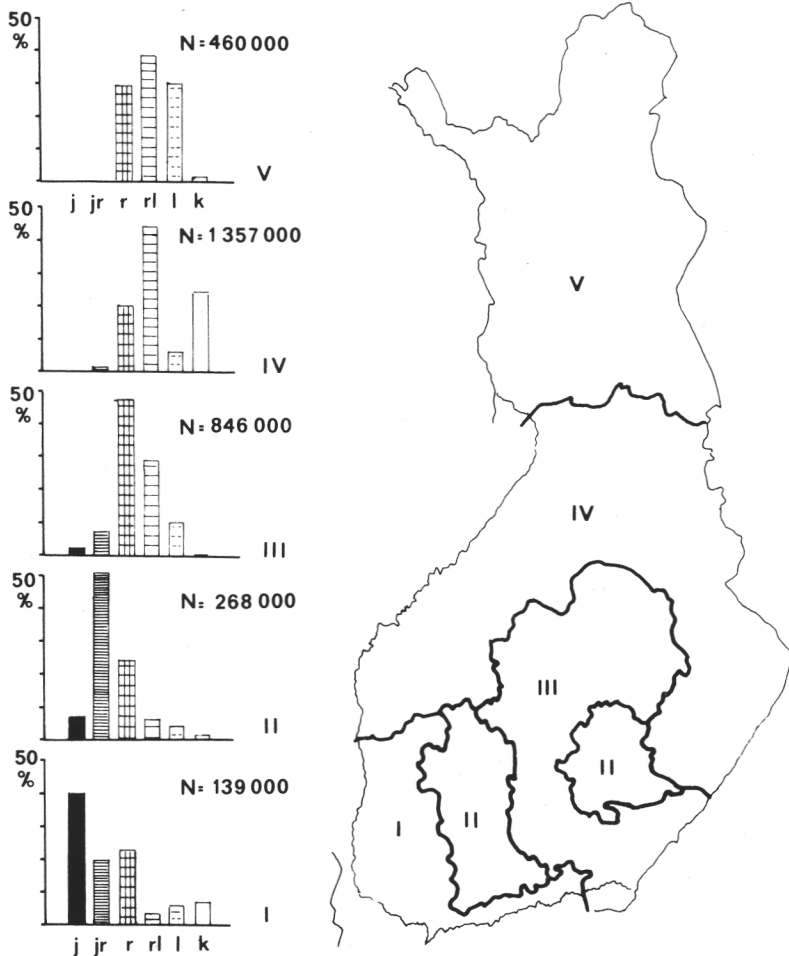 50
%
N= 460 000
V
j jr r rl l k
50
%
N= 1 357 000
IV
50
%
N= 846 000
III
50
%
N= 268 000
II
50
%
N= 139 000
I
j jr r rl l k
V
IV
III
II
I
II